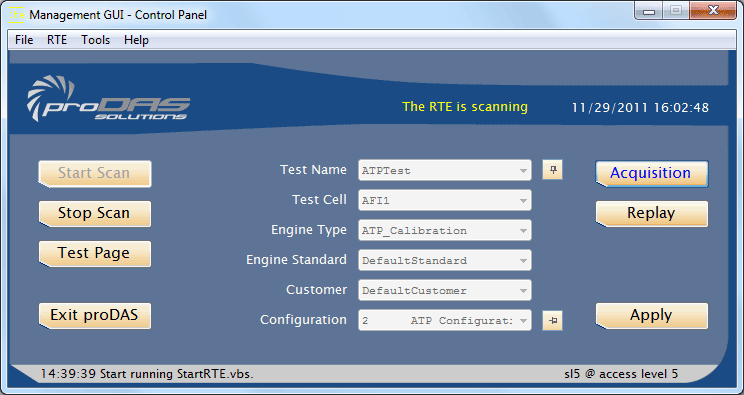 Management GUI - Control Panel
File RTE Tools Help
proDAS
SOLUTIONS
The RTE is scanning 11/29/2011 16:02:48
Start Scan
Stop Scan
Test Page
Exit proDAS
Test Name ATPTest
Test Cell AFI1
Engine Type ATP_Calibration
Engine Standard DefaultStandard
Customer DefaultCustomer
Configuration 2 ATP Configurat:
Acquisition
Replay
Apply
14:39:39 Start running StartRTE.vbs. sl5 @ access level 5